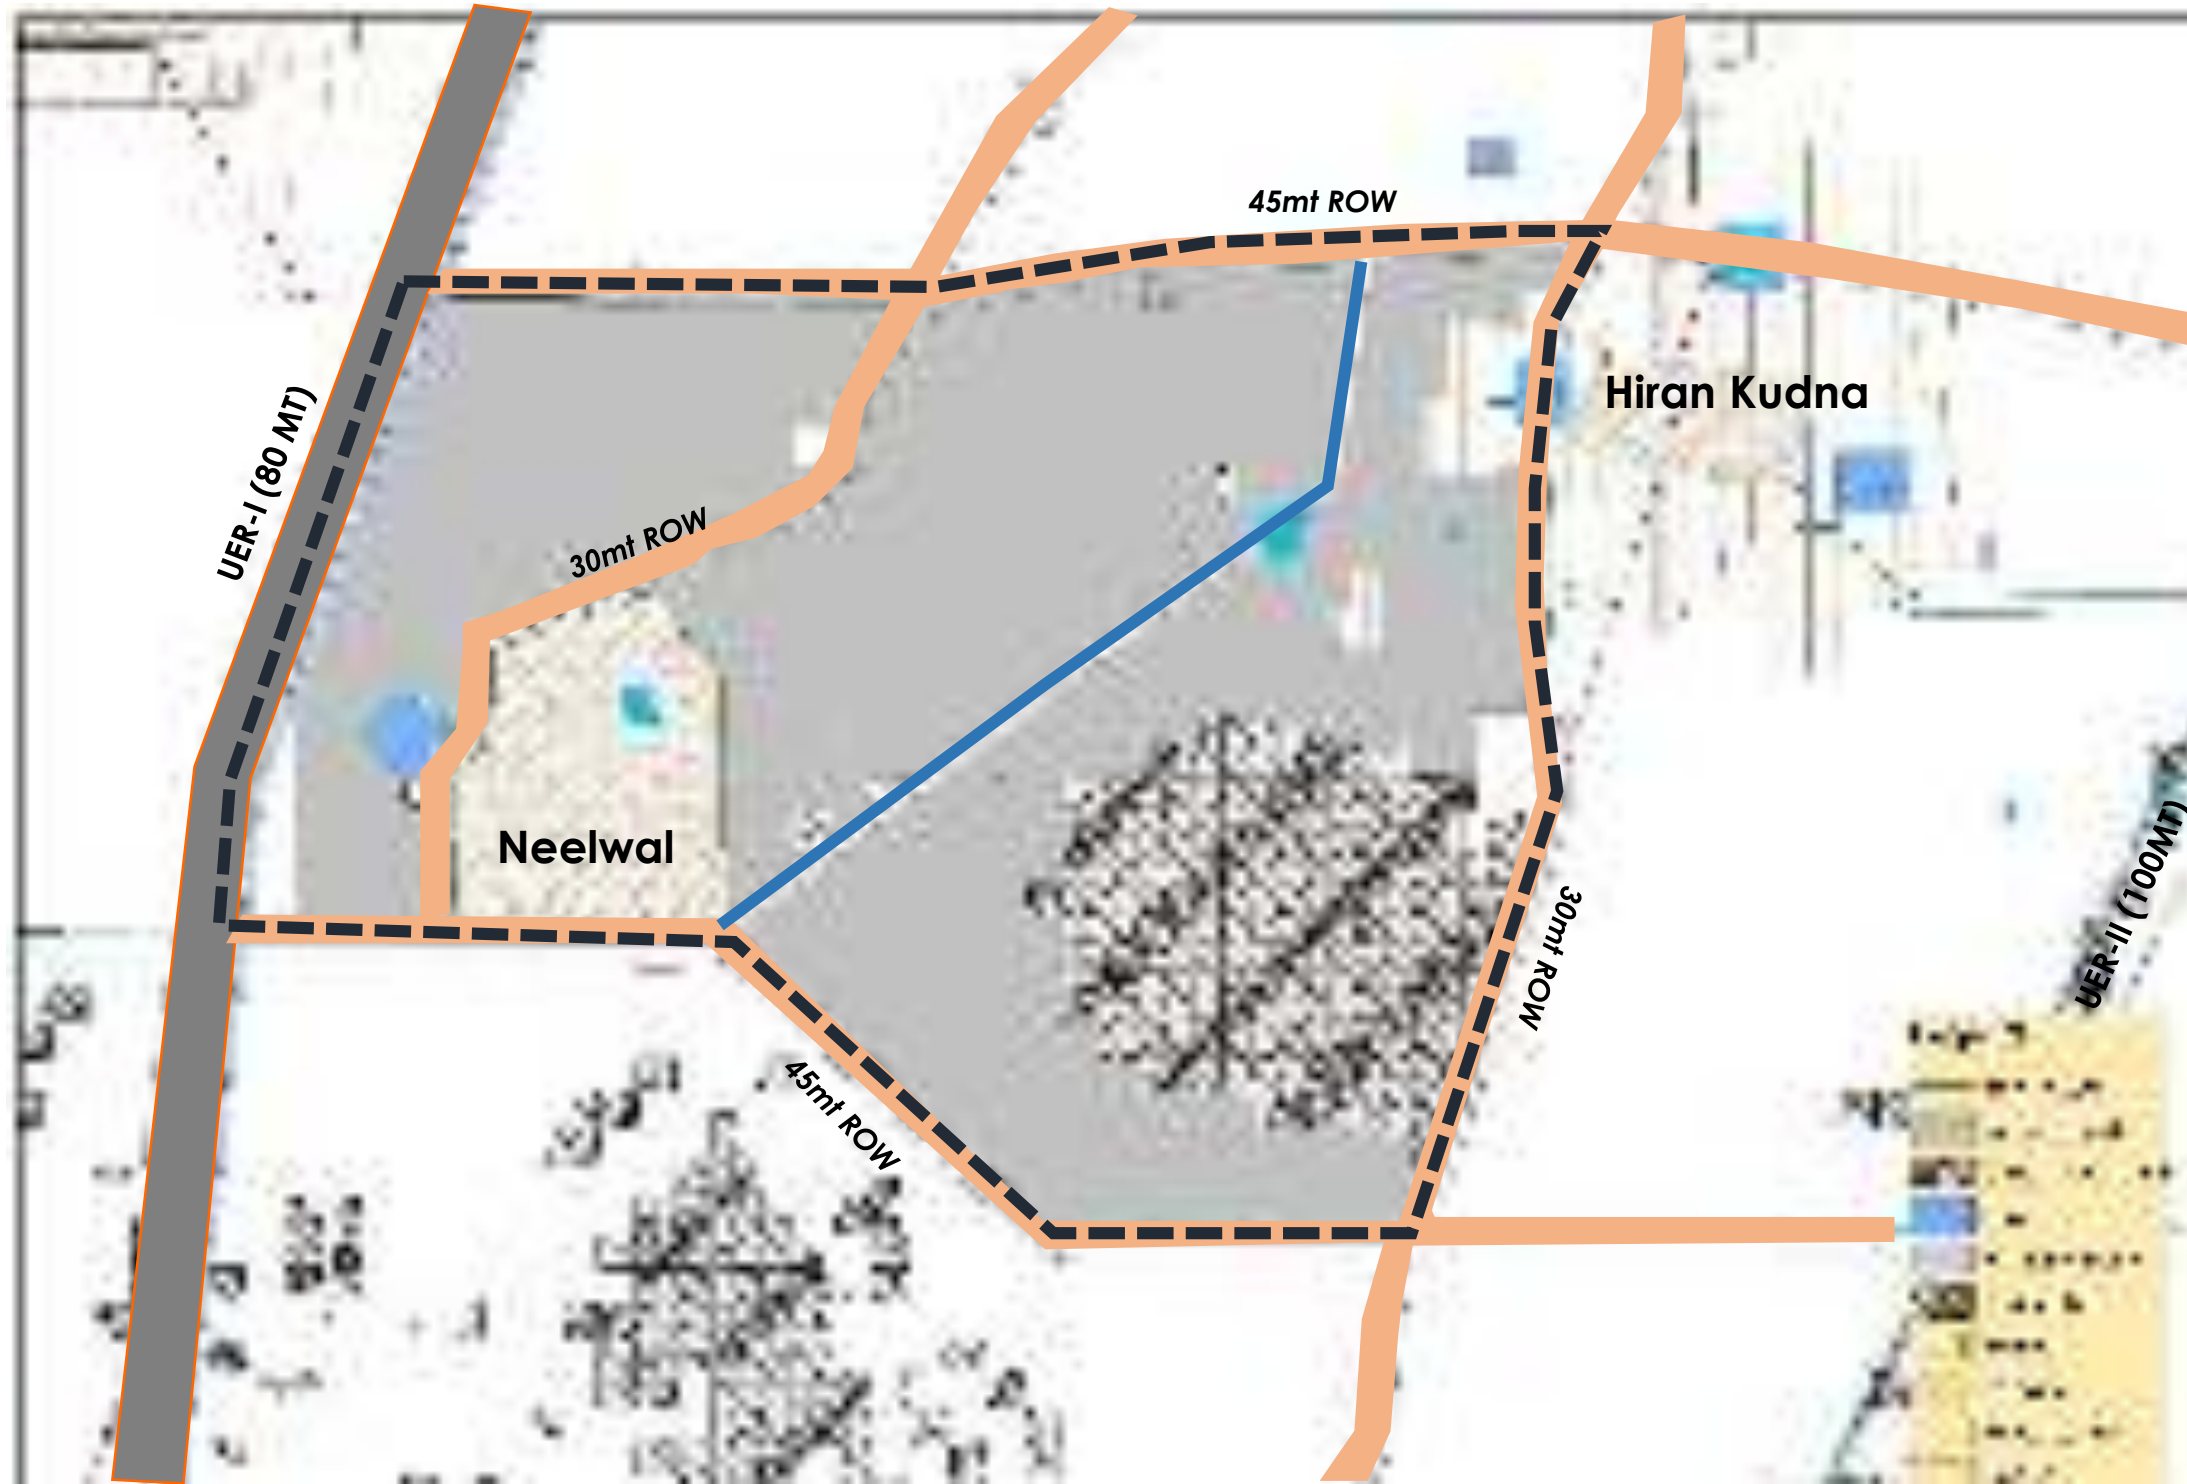 45mt ROW
Hiran Kudna
UER-I (80 MT)
30mt ROW
Neelwal
UER-II (100MT)
30mt ROW
45mt ROW